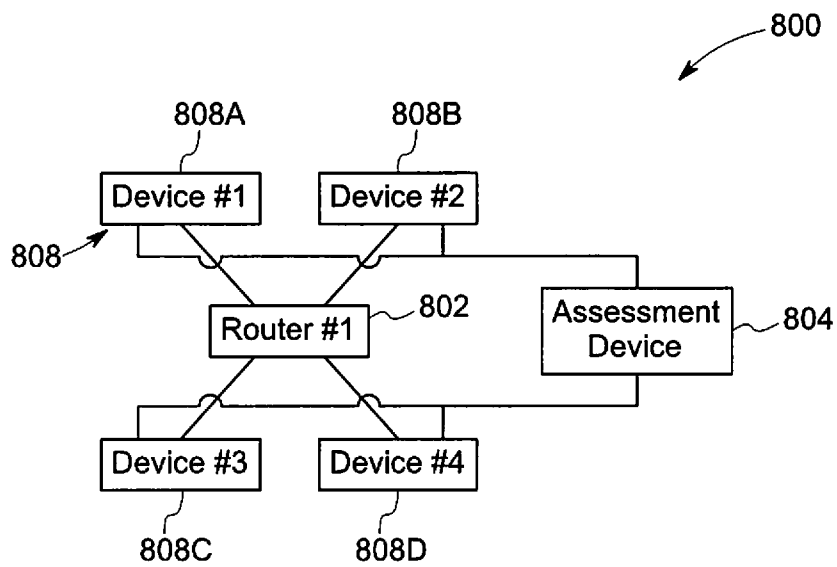 800
808A
808B
Device #1
Device #2
808
802
Router #1
Assessment
Device
804
Device #3
Device #4
808C
808D